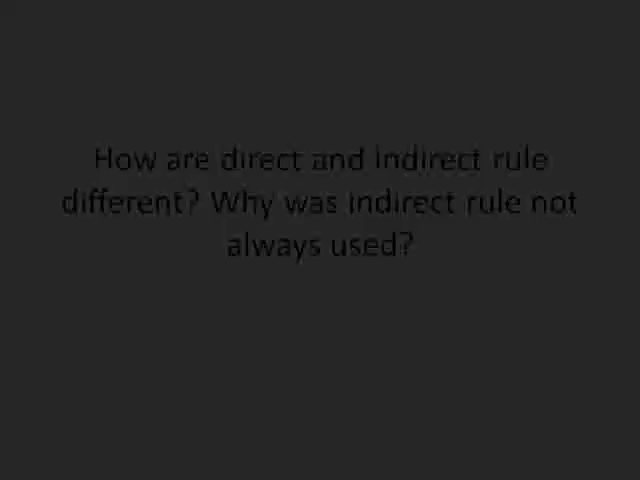 How are direct and indirect rule
different? Why was indirect rule not
always used?